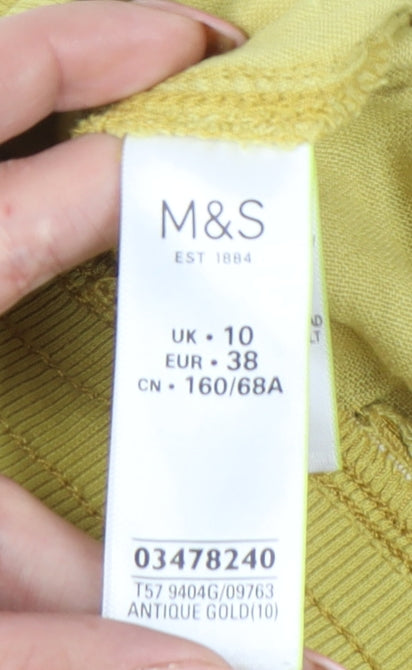 M&S
EST 1884
UK • 10
EUR • 38
CN • 160/68A
03478240
T57 9404G/09763
ANTIQUE GOLD(10)